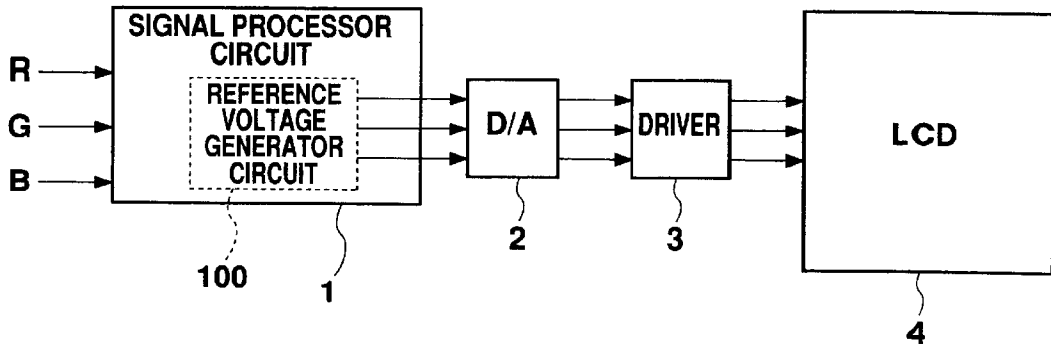 SIGNAL PROCESSOR
CIRCUIT
R
G
B
REFERENCE
VOLTAGE
GENERATOR
CIRCUIT
D/A
DRIVER
LCD
100
1
2
3
4